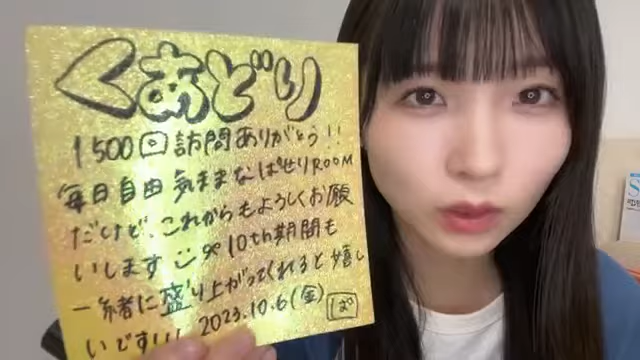 くあどり
1500回訪問ありがとう!!
毎日自由気ままなぱせりROOM
だけど、これからもよろしくお願
いします 10th期間も
一緒に盛り上がってくれると嬉し
いです!!! 2023.10.6(金) ぱ